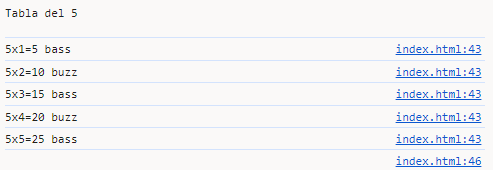 Tabla del 5
5x1=5 bass index.html:43
5x2=10 buzz index.html:43
5x3=15 bass index.html:43
5x4=20 buzz index.html:43
5x5=25 bass index.html:43
index.html:46